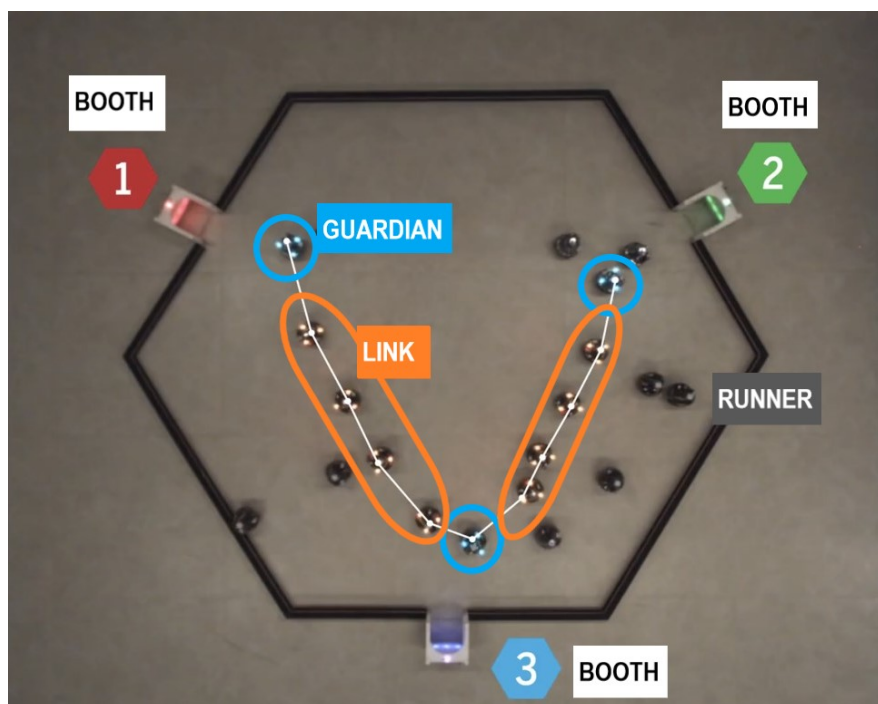 BOOTH
1
BOOTH
2
GUARDIAN
LINK
RUNNER
3
BOOTH